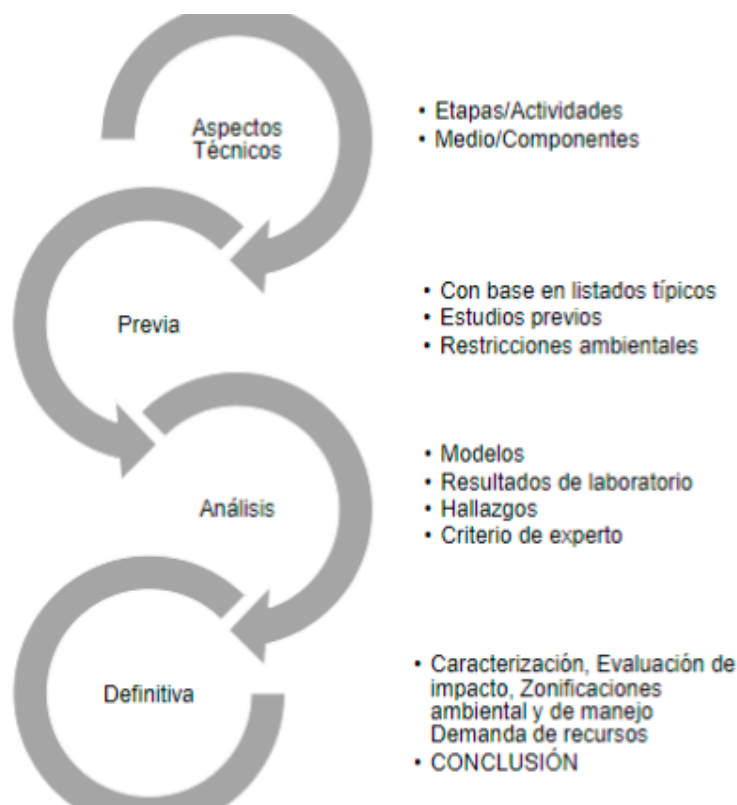 Aspectos
Técnicos
• Etapas/Actividades
• Medio/Componentes
Previa
• Con base en listados típicos
• Estudios previos
• Restricciones ambientales
Análisis
• Modelos
• Resultados de laboratorio
• Hallazgos
• Criterio de experto
Definitiva
• Caracterización, Evaluación de
impacto, Zonificaciones
ambiental y de manejo
Demanda de recursos
• CONCLUSIÓN